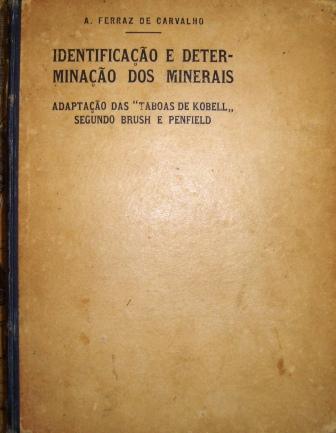 A. FERRAZ DE CARVALHO
IDENTIFICAÇÃO E DETER-
MINAÇÃO DOS MINERAIS
ADAPTAÇÃO DAS "TABOAS DE KOBELL„
SEGUNDO BRUSH E PENFIELD